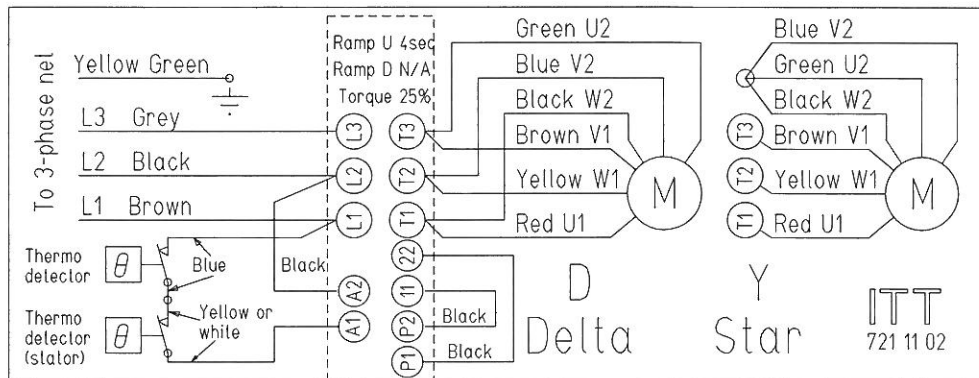 To 3-phase nel
Yellow Green
L3 Grey
L2 Black
L1 Brown
Thermo
detector
θ
Thermo
detector
(stator)
θ
Blue
Yellow or
white
Black
Ramp U 4sec
Ramp D N/A
Torque 25%
L3
L2
L1
A2
A1
T3
T2
T1
22
11
P2
P1
Black
Black
Green U2
Blue V2
Black W2
Brown V1
Yellow W1
Red U1
M
D
Delta
Blue V2
Green U2
Black W2
T3
Brown V1
T2
Yellow W1
T1
Red U1
M
Y
Star
ITT
721 11 02